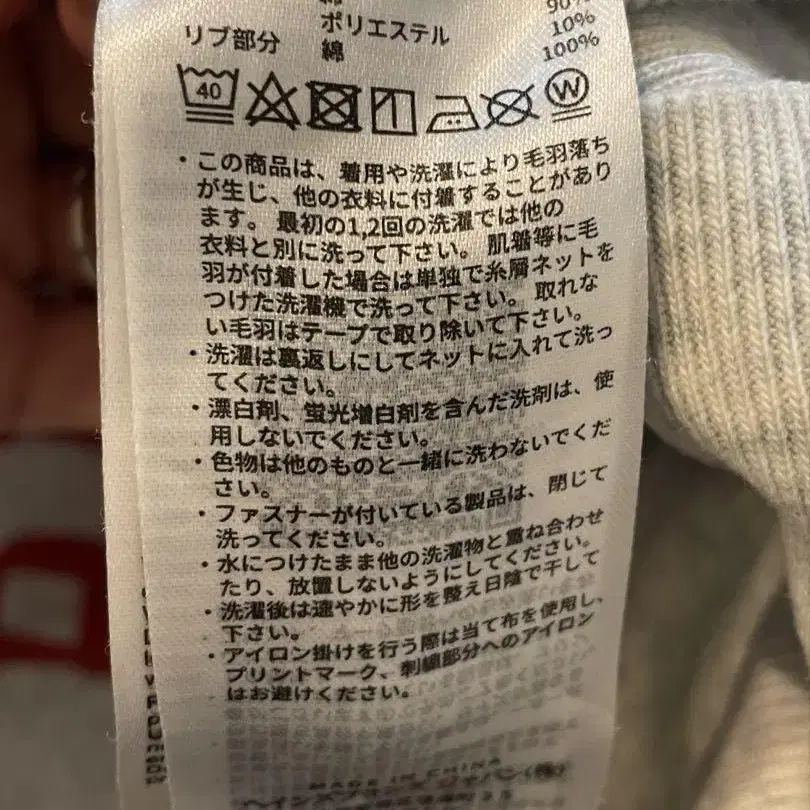 綿 90%
ポリエステル 10%
リブ部分 綿 100%
40 W
・この商品は、着用や洗濯により毛羽落ち
が生じ、他の衣料に付着することがあり
ます。最初の1,2回の洗濯では他の
衣料と別に洗って下さい。肌着等に毛
羽が付着した場合は単独で糸屑ネットを
つけた洗濯機で洗って下さい。取れな
い毛羽はテープで取り除いて下さい。
・洗濯は裏返しにしてネットに入れて洗っ
てください。
・漂白剤、蛍光増白剤を含んだ洗剤は、使
用しないでください。
・色物は他のものと一緒に洗わないでくだ
さい。
・ファスナーが付いている製品は、閉じて
洗ってください。
・水につけたまま他の洗濯物と重ね合わせ
たり、放置しないようにしてください。
・洗濯後は速やかに形を整え日陰で干して
下さい。
・アイロン掛けを行う際は当て布を使用し、
プリントマーク、刺繍部分へのアイロン
はお避けください。
MADE IN CHINA